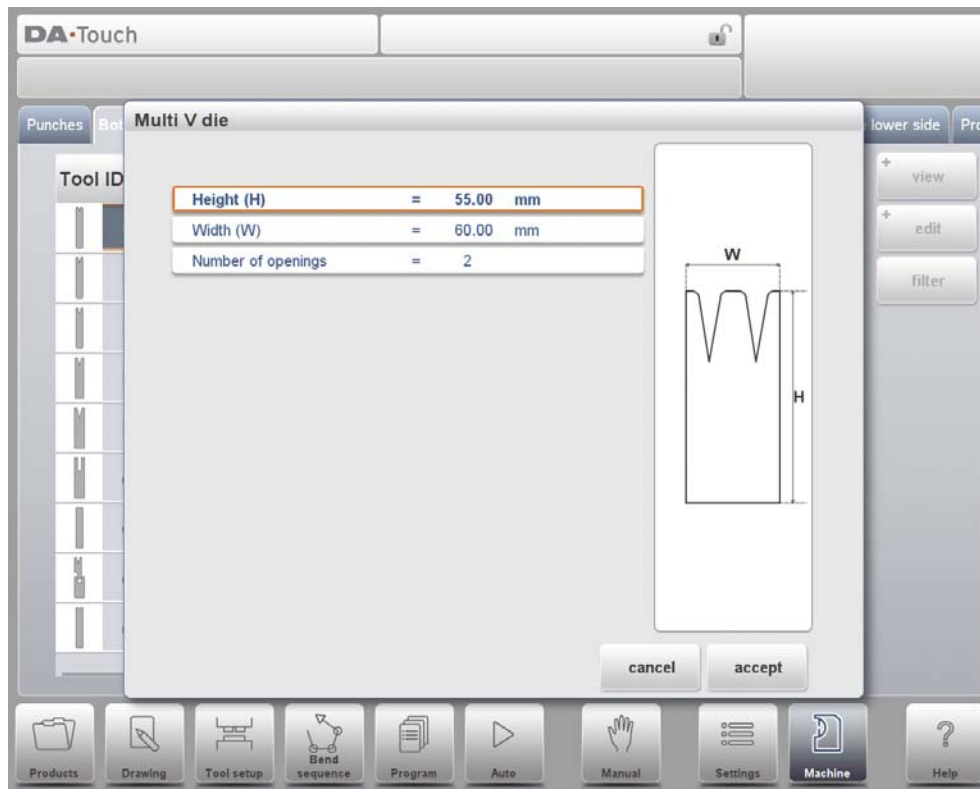 DA·Touch
Punches Bot lower side Pro
Multi V die
Tool ID
Height (H) = 55.00 mm
Width (W) = 60.00 mm
Number of openings = 2
W
H
+ view
+ edit
filter
cancel accept
Products Drawing Tool setup Bend sequence Program Auto Manual Settings Machine Help